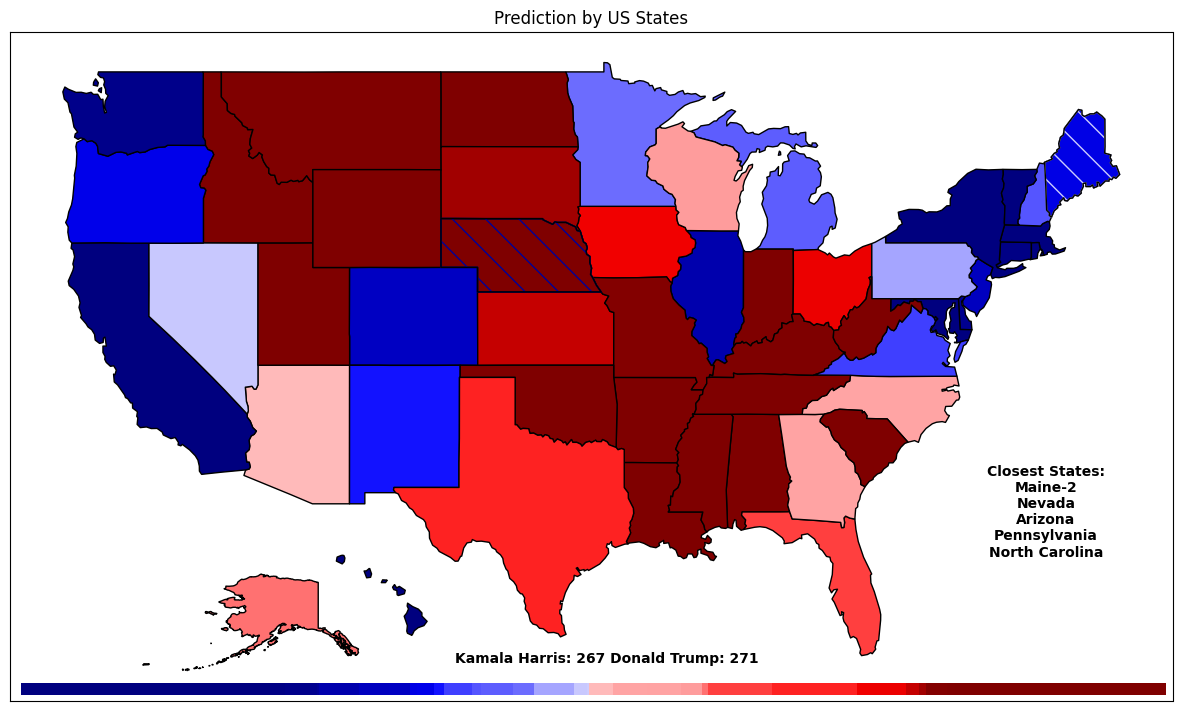 Prediction by US States
Closest States:
Maine-2
Nevada
Arizona
Pennsylvania
North Carolina
Kamala Harris: 267 Donald Trump: 271